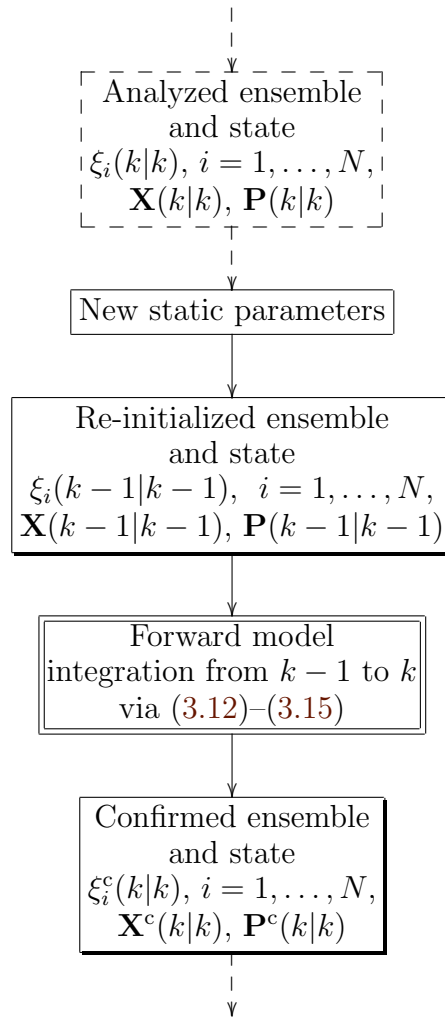 Analyzed ensemble
and state
ξᵢ(k|k), i = 1, . . . , N,
𝐗(k|k), 𝐏(k|k)
New static parameters
Re-initialized ensemble
and state
ξᵢ(k − 1|k − 1), i = 1, . . . , N,
𝐗(k − 1|k − 1), 𝐏(k − 1|k − 1)
Forward model
integration from k − 1 to k
via (3.12)–(3.15)
Confirmed ensemble
and state
ξᵢᶜ(k|k), i = 1, . . . , N,
𝐗ᶜ(k|k), 𝐏ᶜ(k|k)